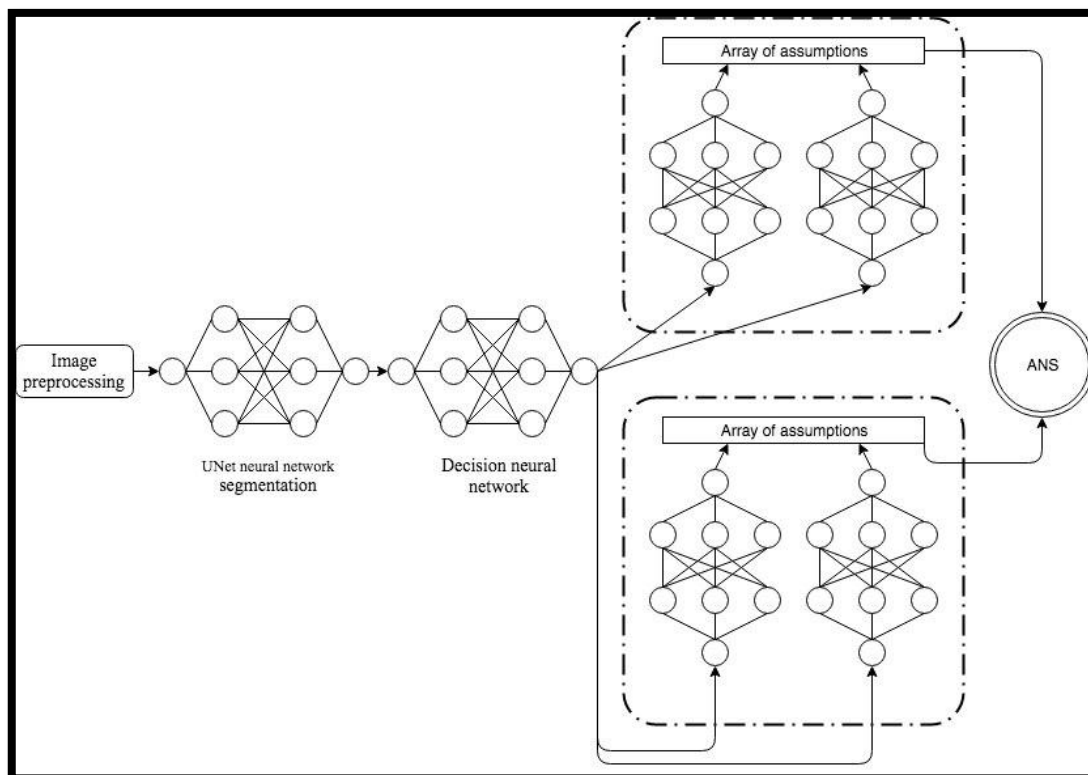 Array of assumptions
Image
preprocessing
UNet neural network
segmentation
Decision neural
network
ANS
Array of assumptions